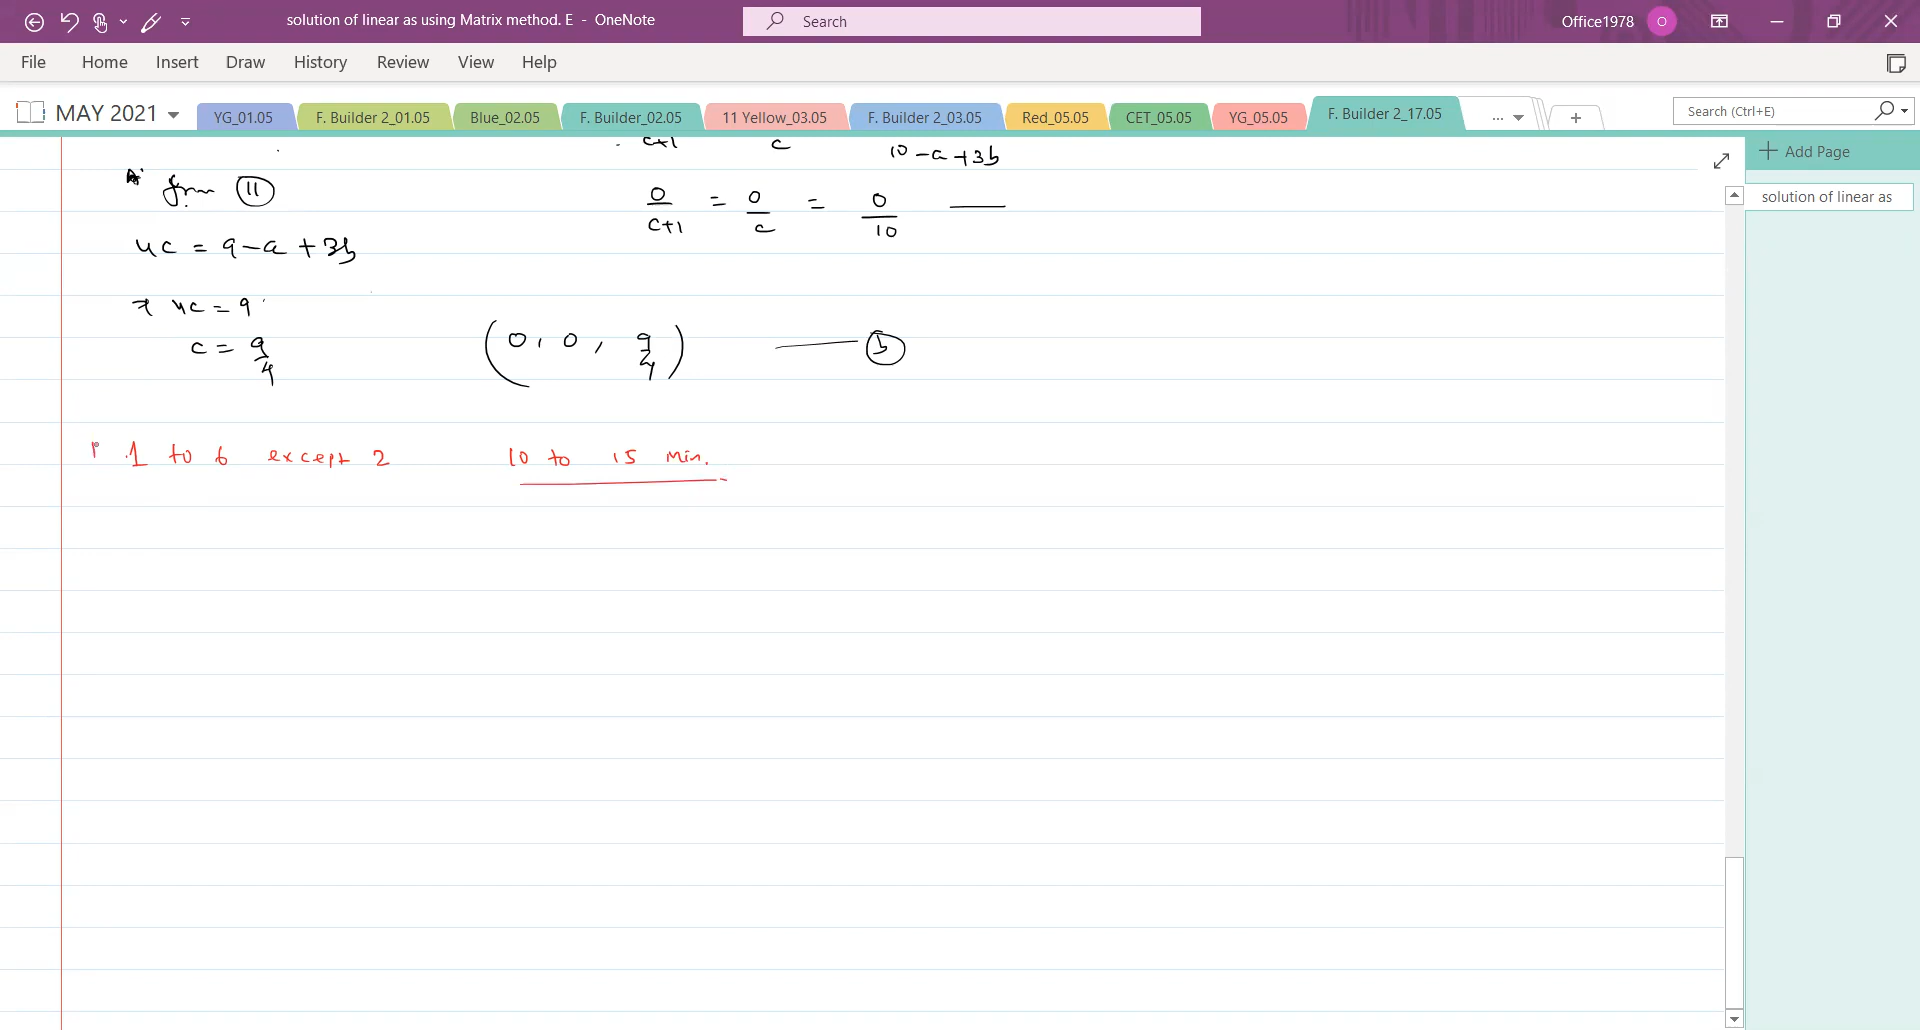 solution of linear as using Matrix method. E - OneNote
Search
Office1978
O
File Home Insert Draw History Review View Help
MAY 2021
YG_01.05
F. Builder 2_01.05
Blue_02.05
F. Builder_02.05
11 Yellow_03.05
F. Builder 2_03.05
Red_05.05
CET_05.05
YG_05.05
F. Builder 2_17.05
...
+
Search (Ctrl+E)
Add Page
solution of linear as
c+1 c 10-a+3b
from 11
0/c+1 = 0/c = 0/10
4c = 9-a+3b
4c = 9
c = 9/4
(0, 0, 9/4)
1 to 6 except 2 10 to 15 Min.